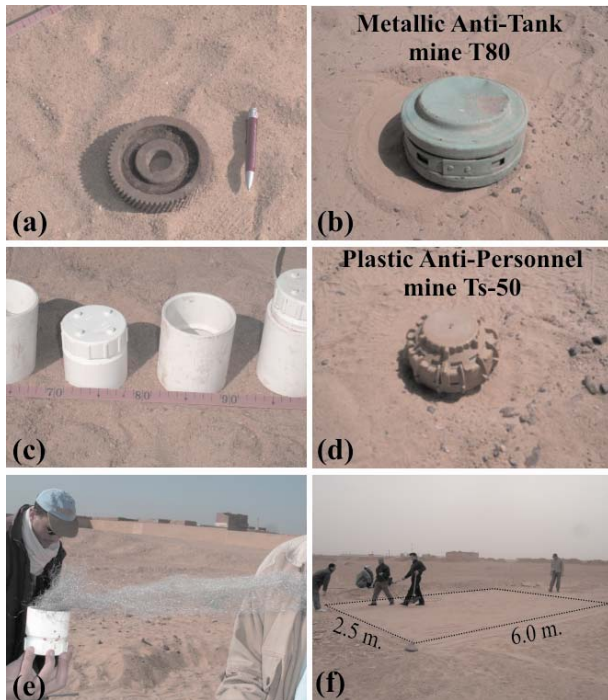 (a)
Metallic Anti-Tank
mine T80
(b)
(c)
70 80 90
Plastic Anti-Personnel
mine Ts-50
(d)
(e)
2.5 m.
6.0 m.
(f)